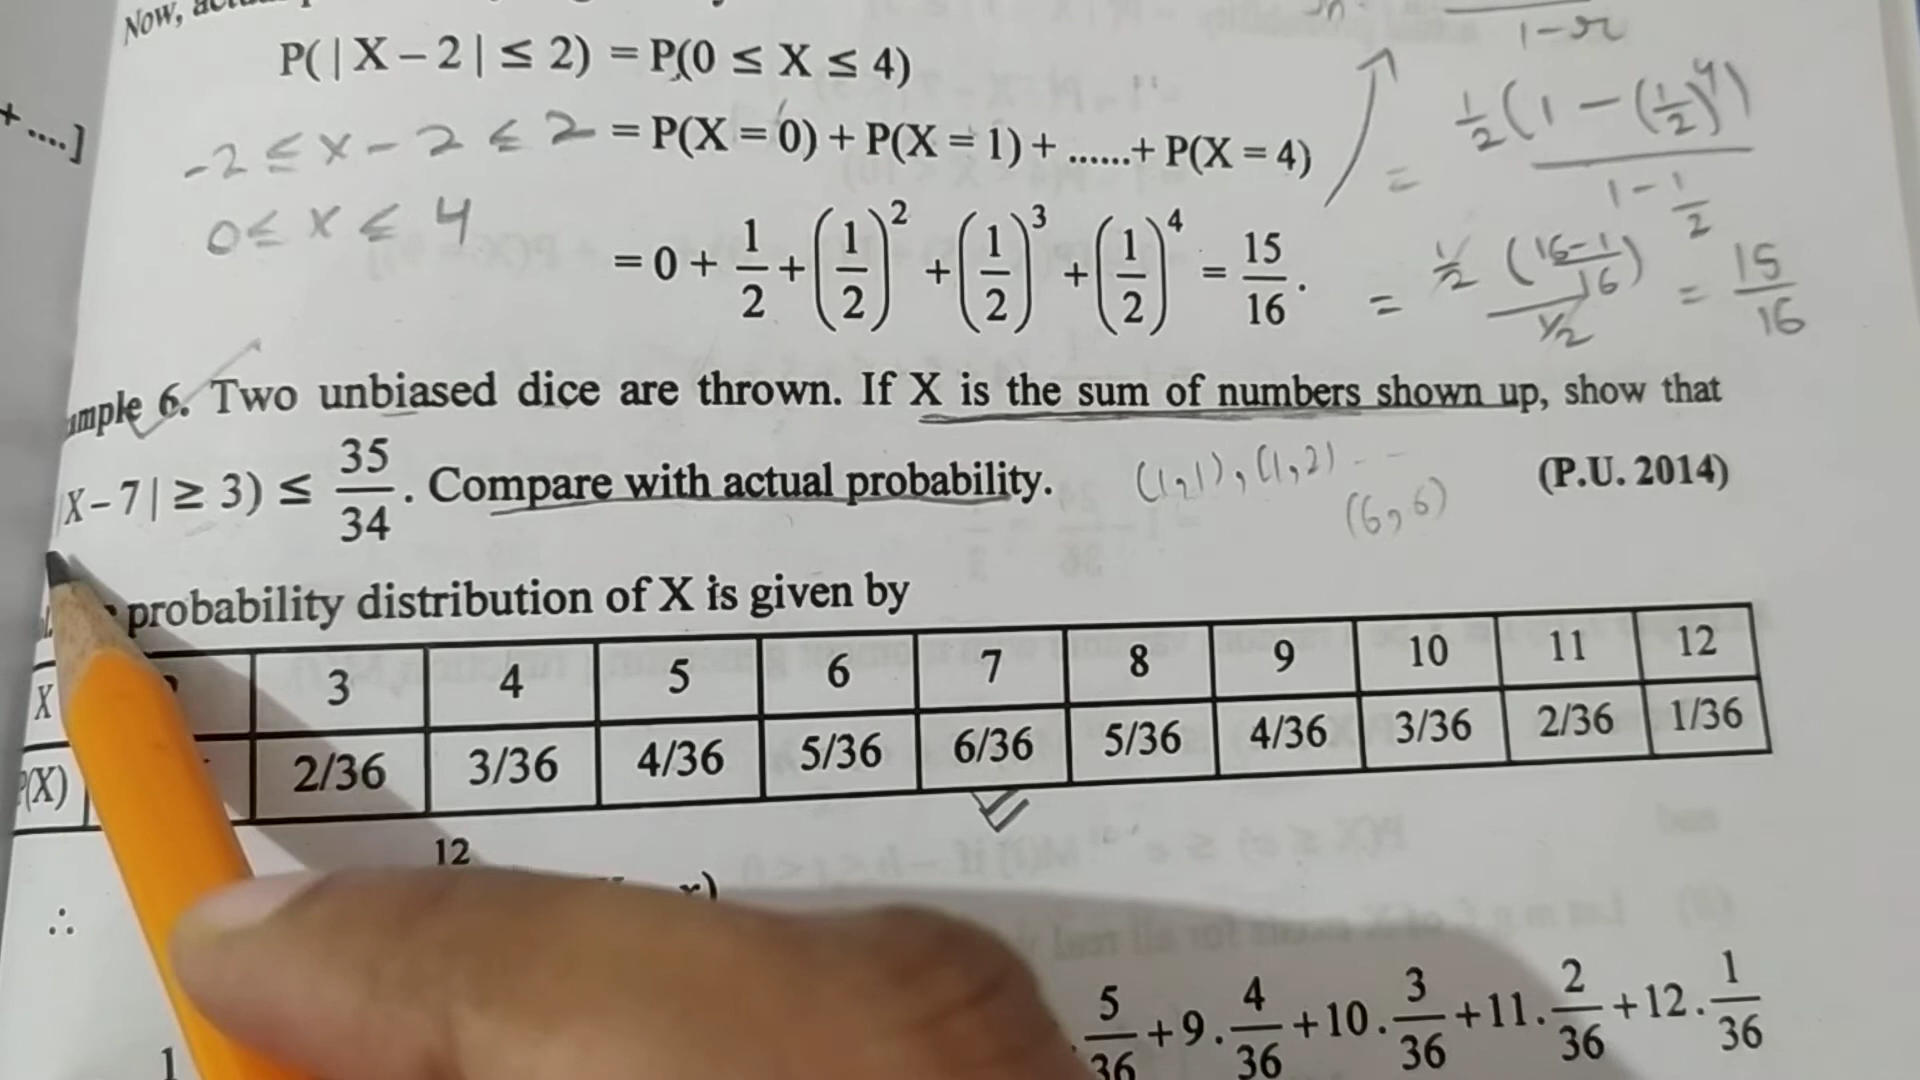 Now,
P(|X – 2| ≤ 2) = P(0 ≤ X ≤ 4)
1-r
+ ....]
-2 ≤ x - 2 ≤ 2
= P(X = 0) + P(X = 1) + ......+ P(X = 4)
= 1/2 (1 - (1/2)^4) / 1 - 1/2
0 ≤ x ≤ 4
= 0 + 1/2 + (1/2)^2 + (1/2)^3 + (1/2)^4 = 15/16.
= 1/2 (16-1/16) / 1/2 = 15/16
ample 6. Two unbiased dice are thrown. If X is the sum of numbers shown up, show that
|X – 7| ≥ 3) ≤ 35/34. Compare with actual probability.
(1,1), (1,2) - -
(6,6)
(P.U. 2014)
probability distribution of X is given by
X 3 4 5 6 7 8 9 10 11 12
P(X) 2/36 3/36 4/36 5/36 6/36 5/36 4/36 3/36 2/36 1/36
12
∴
5/36 + 9 . 4/36 + 10 . 3/36 + 11 . 2/36 + 12 . 1/36
1